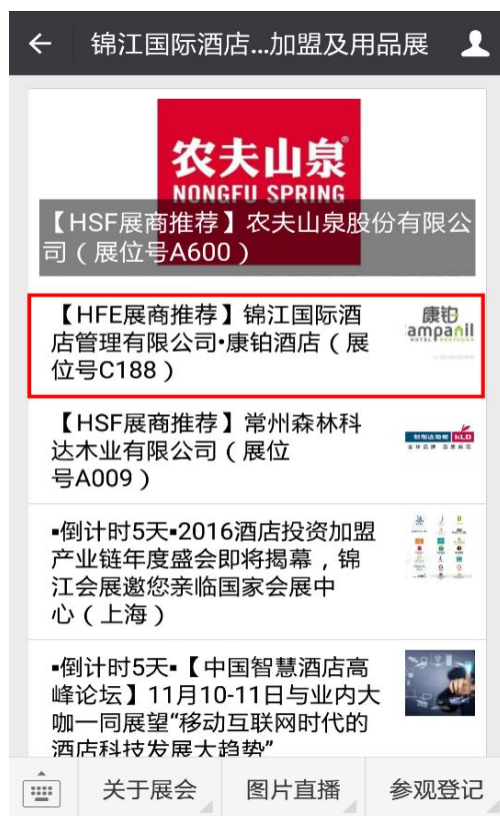 锦江国际酒店...加盟及用品展
农夫山泉
NONGFU SPRING
【HSF展商推荐】农夫山泉股份有限公
司（展位号A600）
【HFE展商推荐】锦江国际酒
店管理有限公司•康铂酒店（展
位号C188）
康铂
ampanil
【HSF展商推荐】常州森林科
达木业有限公司（展位
号A009）
KLD
▪倒计时5天▪2016酒店投资加盟
产业链年度盛会即将揭幕，锦
江会展邀您亲临国家会展中
心（上海）
▪倒计时5天▪【中国智慧酒店高
峰论坛】11月10-11日与业内大
咖一同展望“移动互联网时代的
酒店科技发展大趋势”
关于展会
图片直播
参观登记